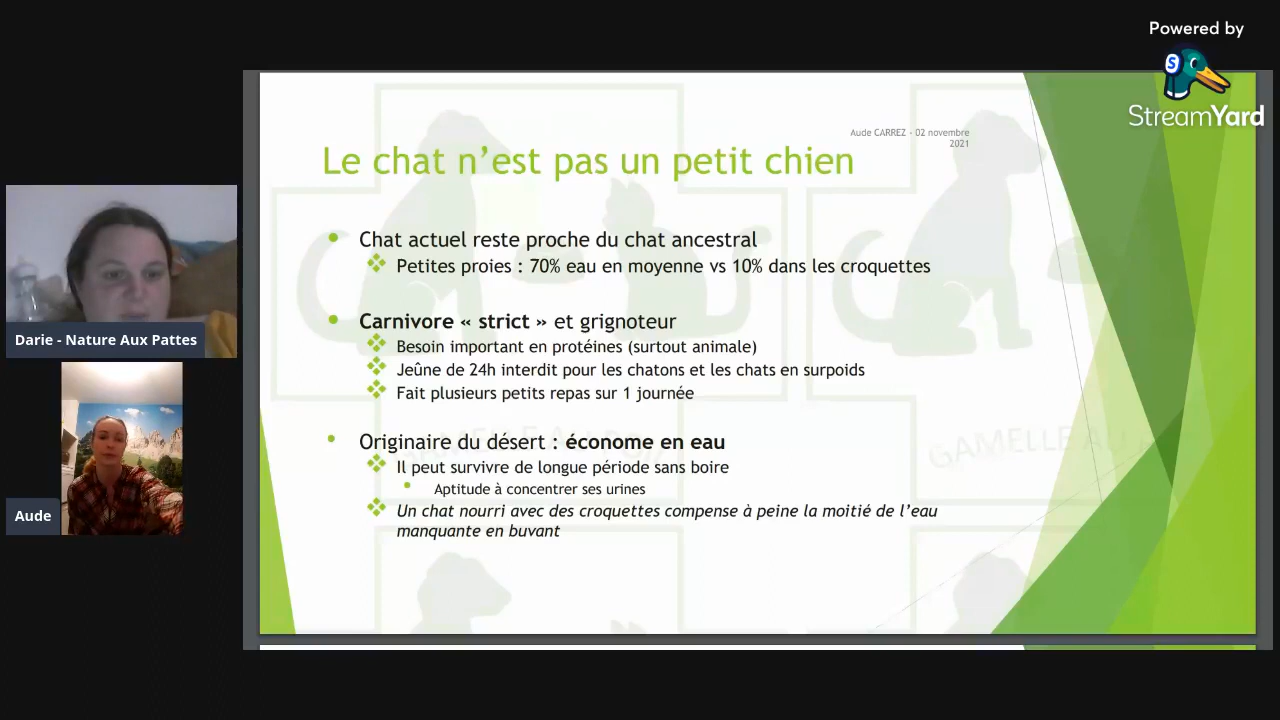 Powered by
StreamYard
Aude CARREZ - 02 novembre
2021
Le chat n’est pas un petit chien
Chat actuel reste proche du chat ancestral
Petites proies : 70% eau en moyenne vs 10% dans les croquettes
Carnivore « strict » et grignoteur
Besoin important en protéines (surtout animale)
Jeûne de 24h interdit pour les chatons et les chats en surpoids
Fait plusieurs petits repas sur 1 journée
Originaire du désert : économe en eau
Il peut survivre de longue période sans boire
Aptitude à concentrer ses urines
Un chat nourri avec des croquettes compense à peine la moitié de l’eau
manquante en buvant
Darie - Nature Aux Pattes
Aude